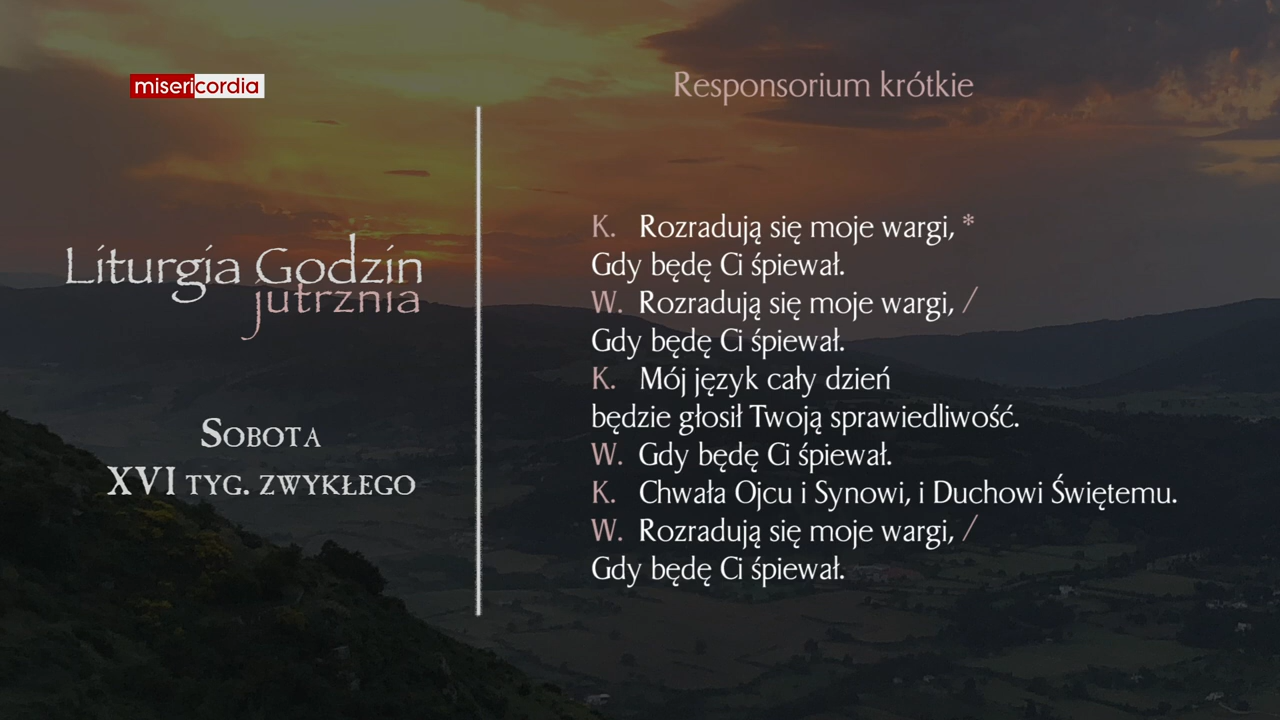 misericordia
Liturgia Godzin
jutrznia
Sobota
XVI tyg. zwykłego
Responsorium krótkie
K. Rozradują się moje wargi, *
Gdy będę Ci śpiewał.
W. Rozradują się moje wargi, /
Gdy będę Ci śpiewał.
K. Mój język cały dzień
będzie głosił Twoją sprawiedliwość.
W. Gdy będę Ci śpiewał.
K. Chwała Ojcu i Synowi, i Duchowi Świętemu.
W. Rozradują się moje wargi, /
Gdy będę Ci śpiewał.